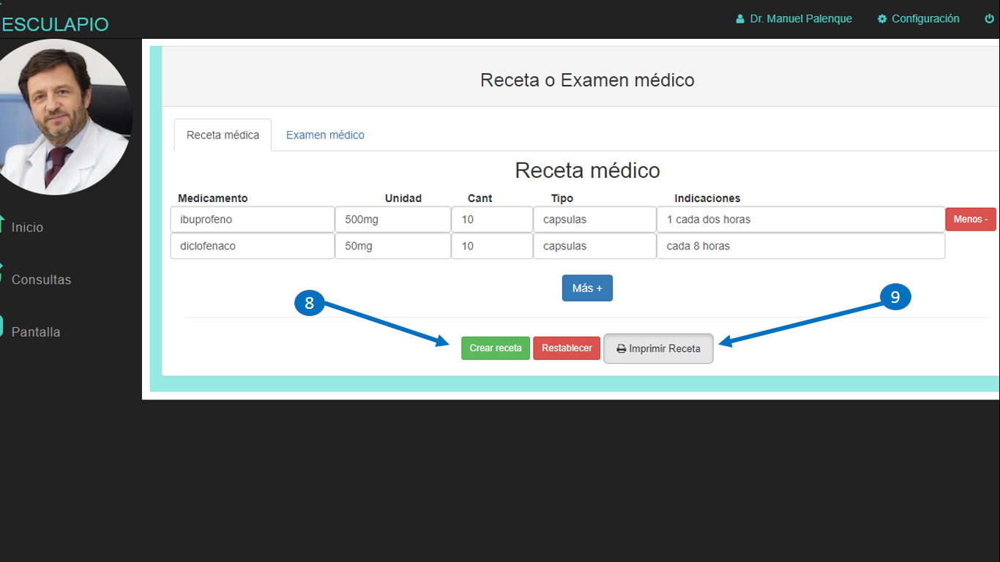 ESCULAPIO
Dr. Manuel Palenque Configuración
Receta o Examen médico
Receta médica Examen médico
Receta médico
Medicamento Unidad Cant Tipo Indicaciones
ibuprofeno 500mg 10 capsulas 1 cada dos horas Menos -
diclofenaco 50mg 10 capsulas cada 8 horas
Inicio
Consultas
Pantalla
Más +
8
9
Crear receta Restablecer Imprimir Receta